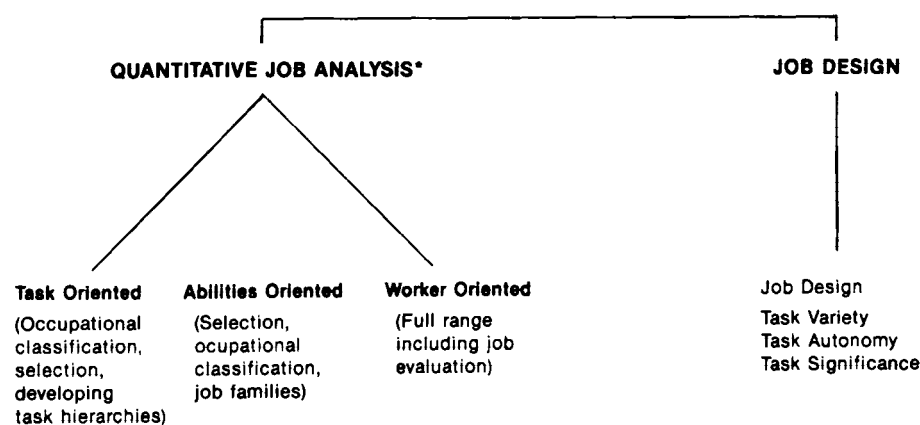 QUANTITATIVE JOB ANALYSIS*
JOB DESIGN
Task Oriented
(Occupational
classification,
selection,
developing
task hierarchies)
Abilities Oriented
(Selection,
ocupational
classification,
job families)
Worker Oriented
(Full range
including job
evaluation)
Job Design
Task Variety
Task Autonomy
Task Significance